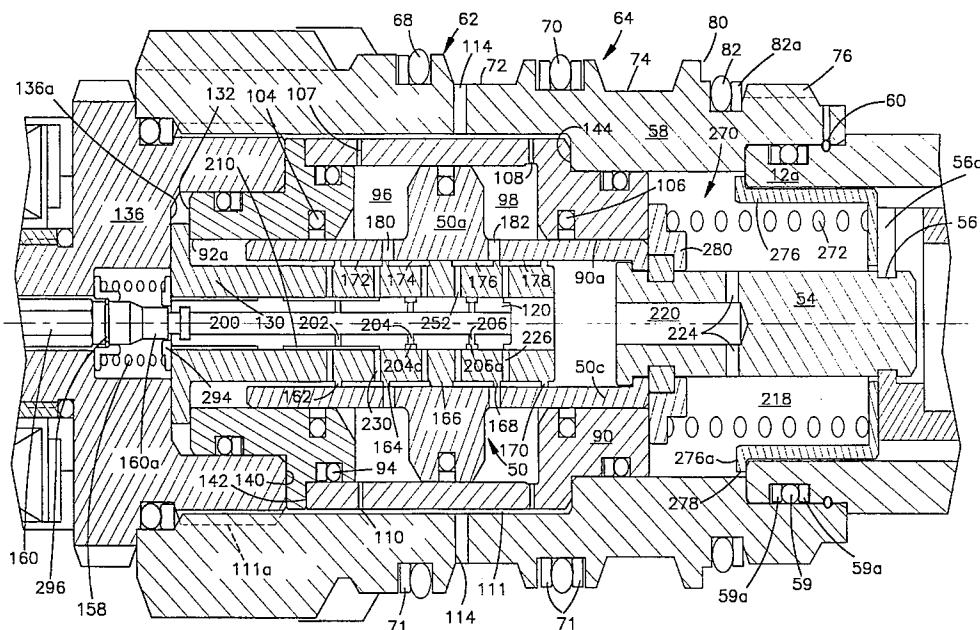 68 62 70 64 80 82 82a 76
114 72 74
60
136a 132 104 107 144 58 270
210 108 12a 56a
96 98 106 56
136 180 50a 182
92a 172 174 176 178 90a 280 276 272
54
200 130 202 204 252 206 120 220
226 224
204a 206a
162 50c
294 230 164 166 168 218
170 90
160a 94 50 276a
142 140 278
160 296 158 111a 110 111
71 114 71 59a 59 59a